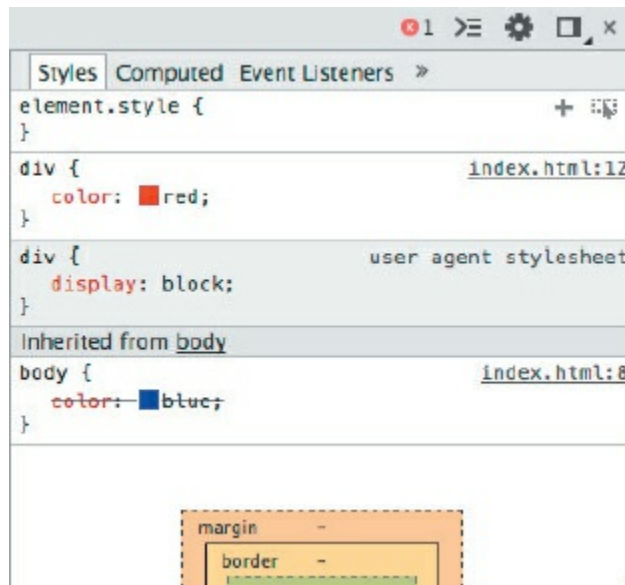 1
Styles Computed Event Listeners »
element.style {
}
div { index.html:12
color: red;
}
div { user agent stylesheet
display: block;
}
Inherited from body
body { index.html:8
color: blue;
}
margin -
border -